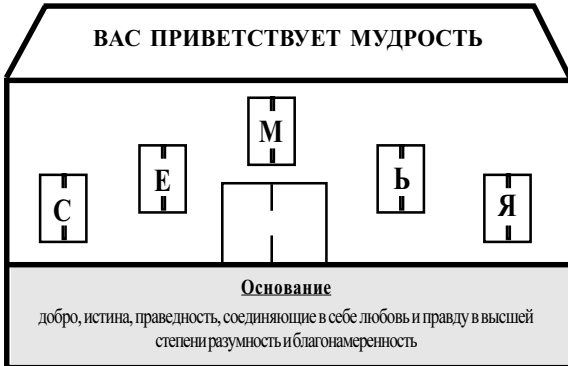 ВАС ПРИВЕТСТВУЕТ МУДРОСТЬ
С Е М Ь Я
Основание
добро, истина, праведность, соединяющие в себе любовь и правду в высшей
степени разумность и благонамеренность